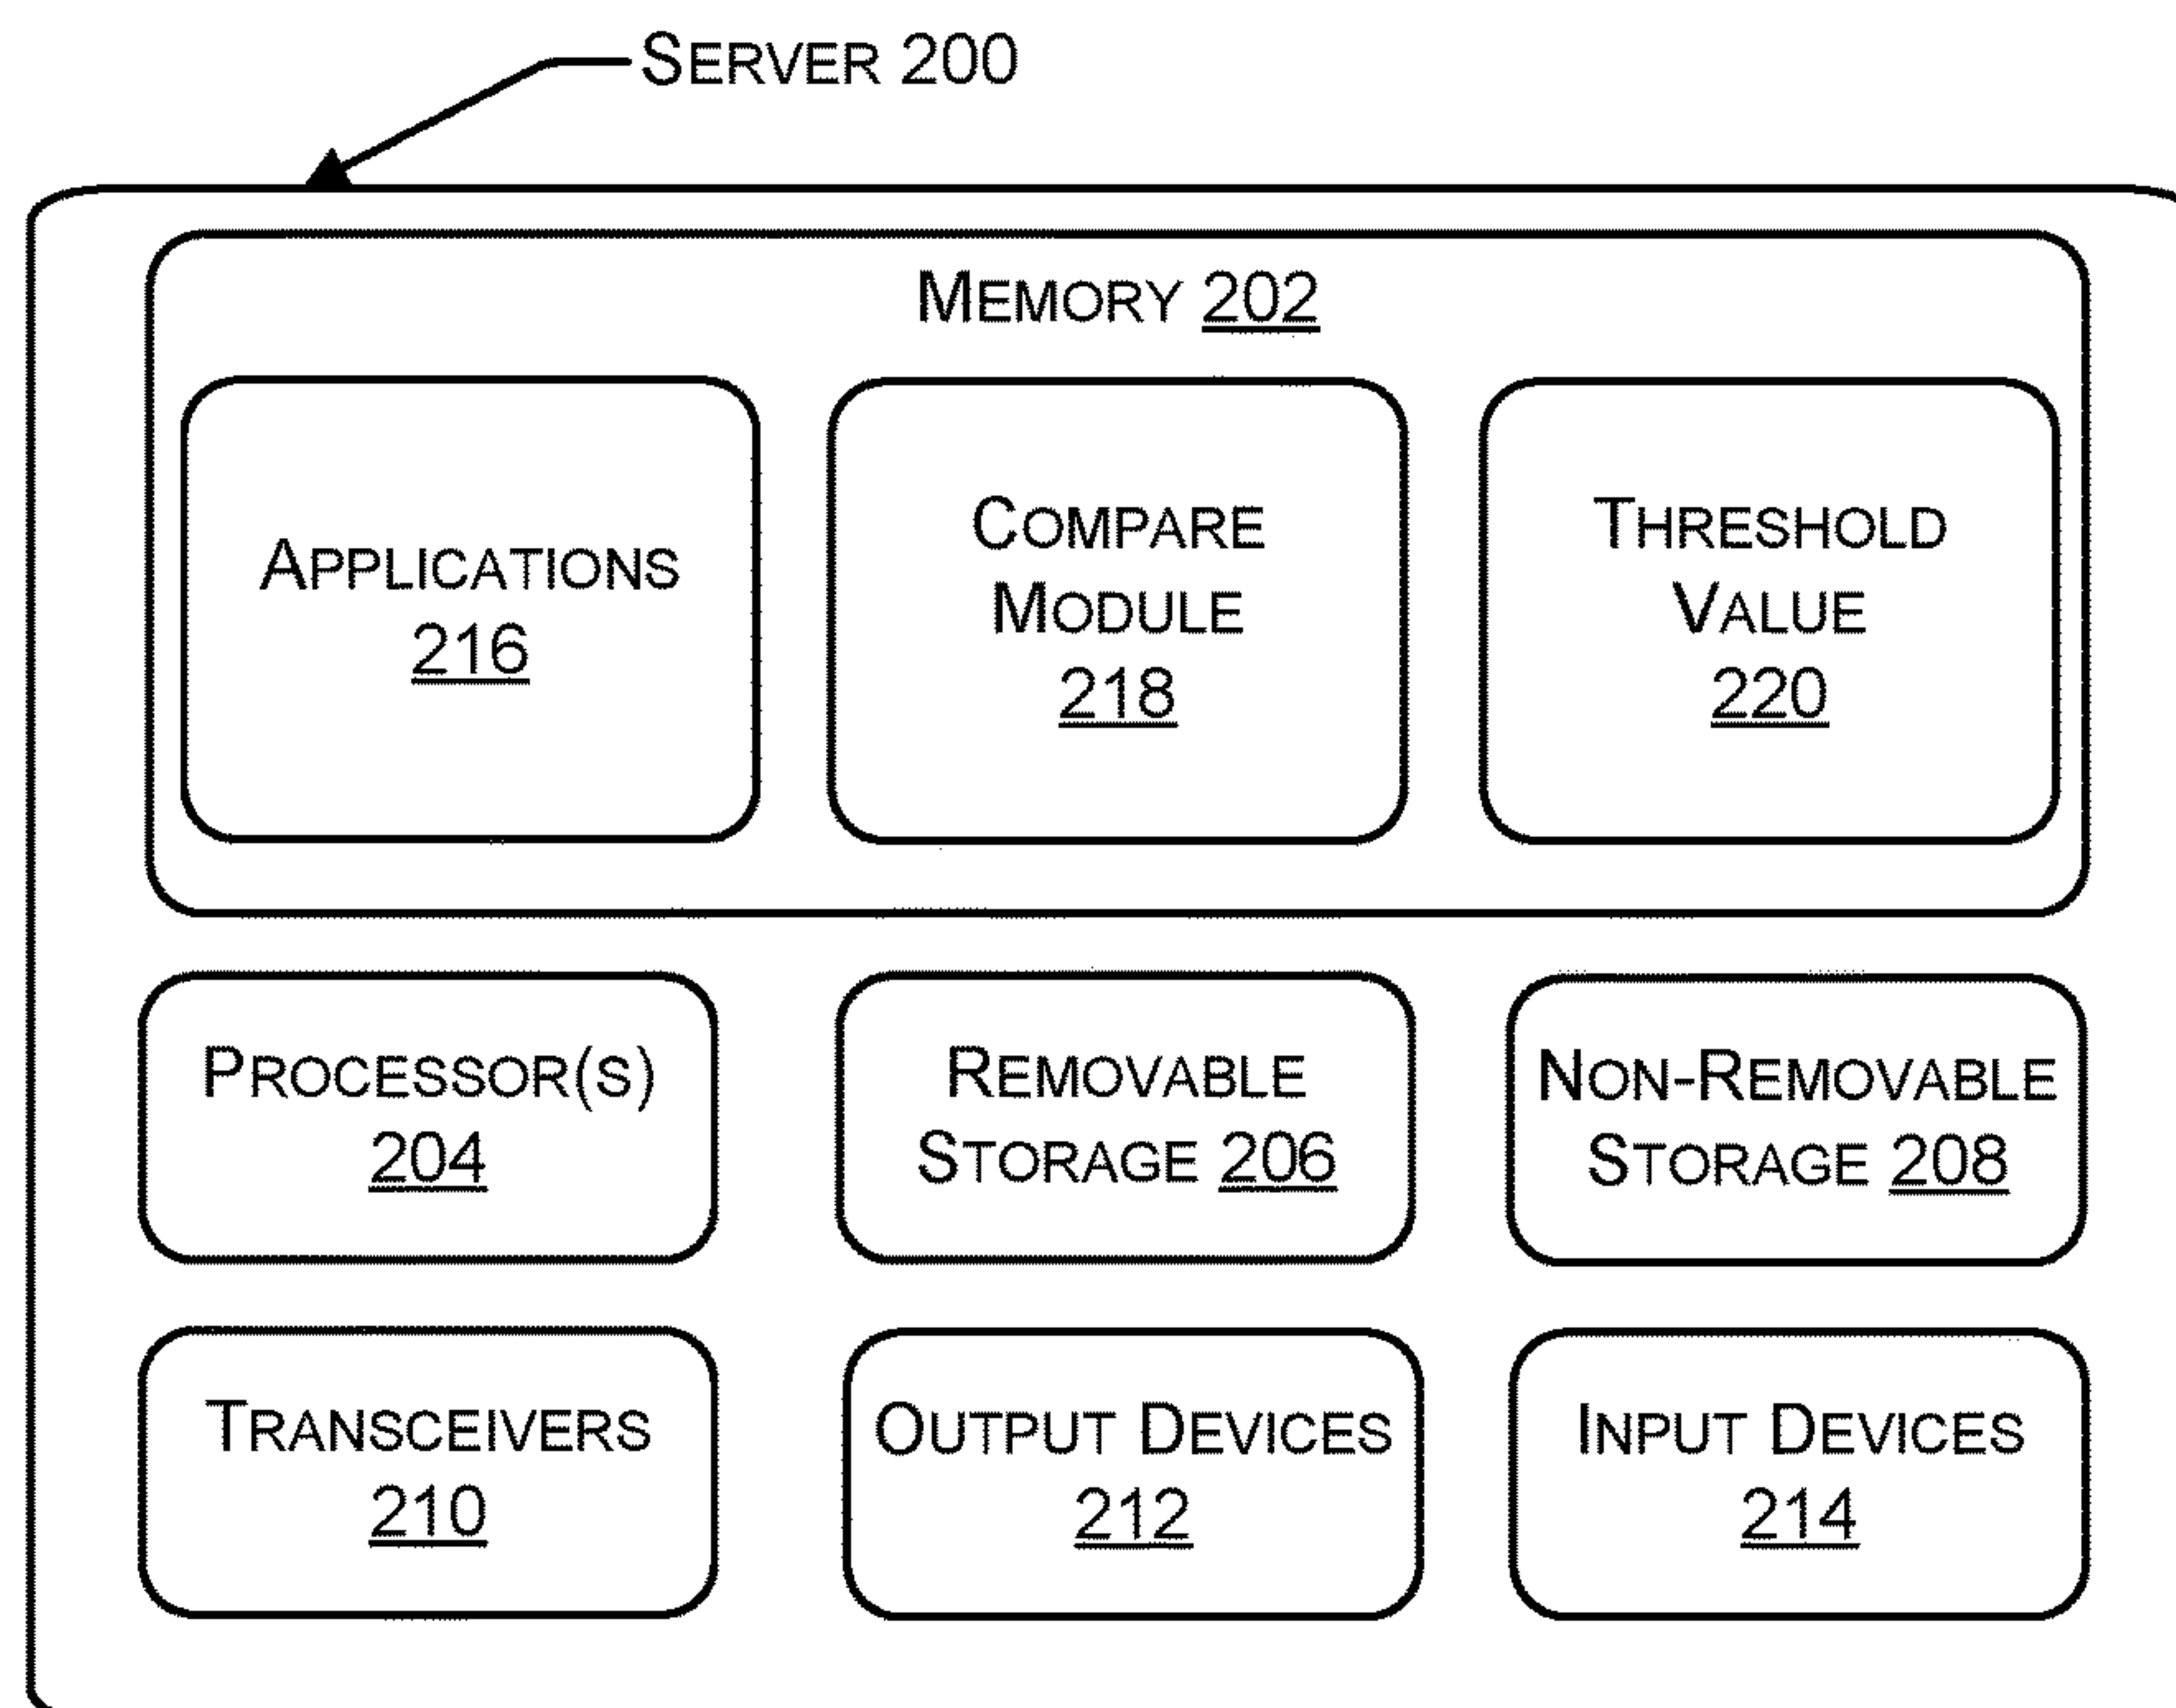 SERVER 200
MEMORY 202
APPLICATIONS
216
COMPARE
MODULE
218
THRESHOLD
VALUE
220
PROCESSOR(S)
204
REMOVABLE
STORAGE 206
NON-REMOVABLE
STORAGE 208
TRANSCEIVERS
210
OUTPUT DEVICES
212
INPUT DEVICES
214